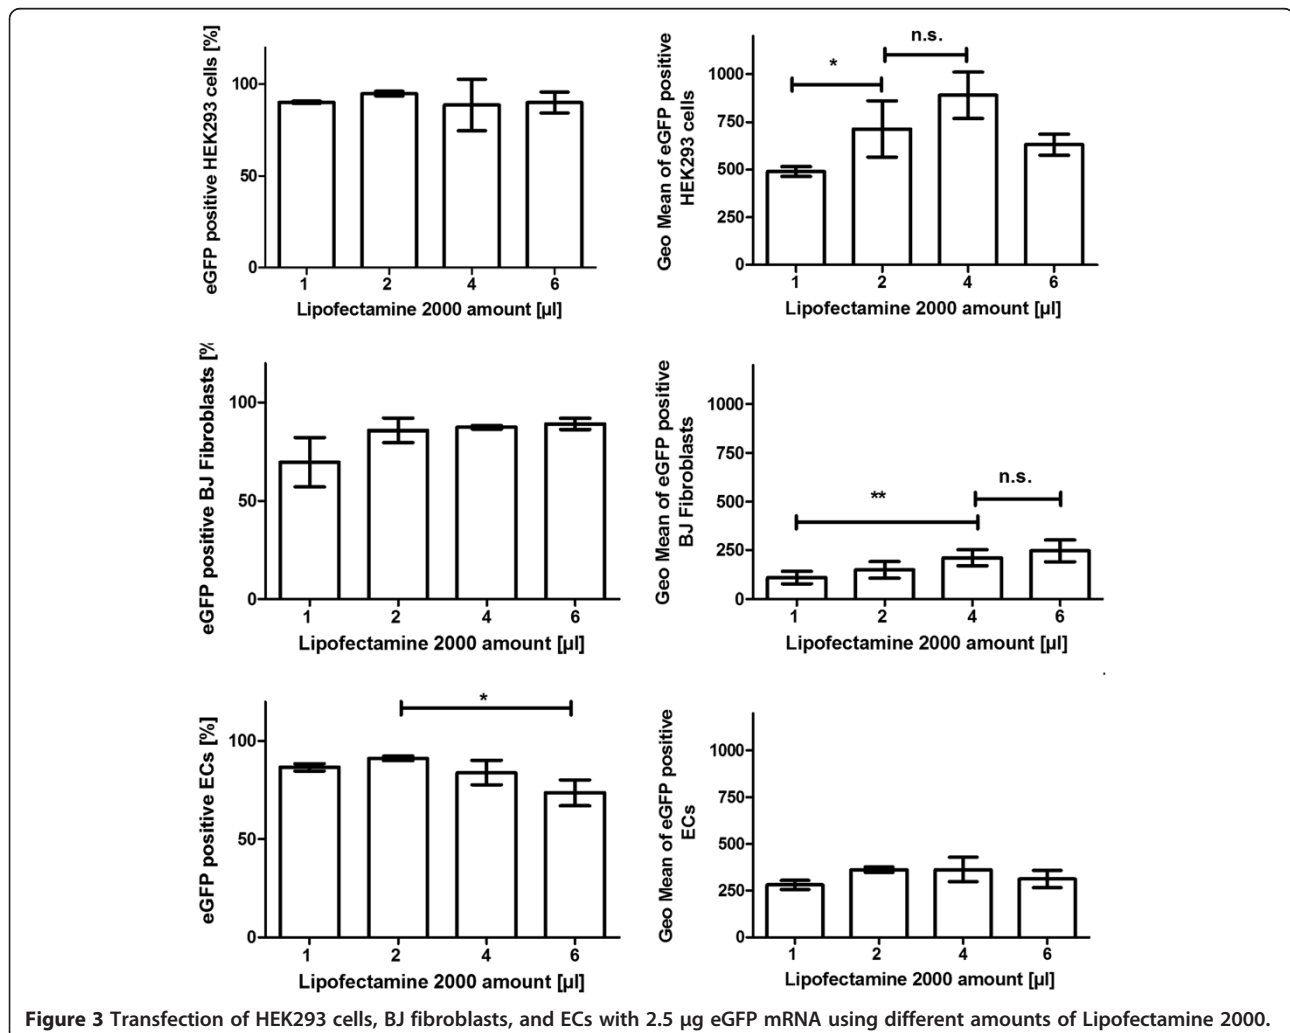 eGFP positive HEK293 cells [%]
100
50
0
1 2 4 6
Lipofectamine 2000 amount [µl]
Geo Mean of eGFP positive
HEK293 cells
1000
750
500
250
0
*
n.s.
1 2 4 6
Lipofectamine 2000 amount [µl]
eGFP positive BJ Fibroblasts [%
100
50
0
1 2 4 6
Lipofectamine 2000 amount [µl]
Geo Mean of eGFP positive
BJ Fibroblasts
1000
750
500
250
0
**
n.s.
1 2 4 6
Lipofectamine 2000 amount [µl]
eGFP positive ECs [%]
100
50
0
*
1 2 4 6
Lipofectamine 2000 amount [µl]
Geo Mean of eGFP positive
ECs
1000
750
500
250
0
1 2 4 6
Lipofectamine 2000 amount [µl]
Figure 3 Transfection of HEK293 cells, BJ fibroblasts, and ECs with 2.5 µg eGFP mRNA using different amounts of Lipofectamine 2000.